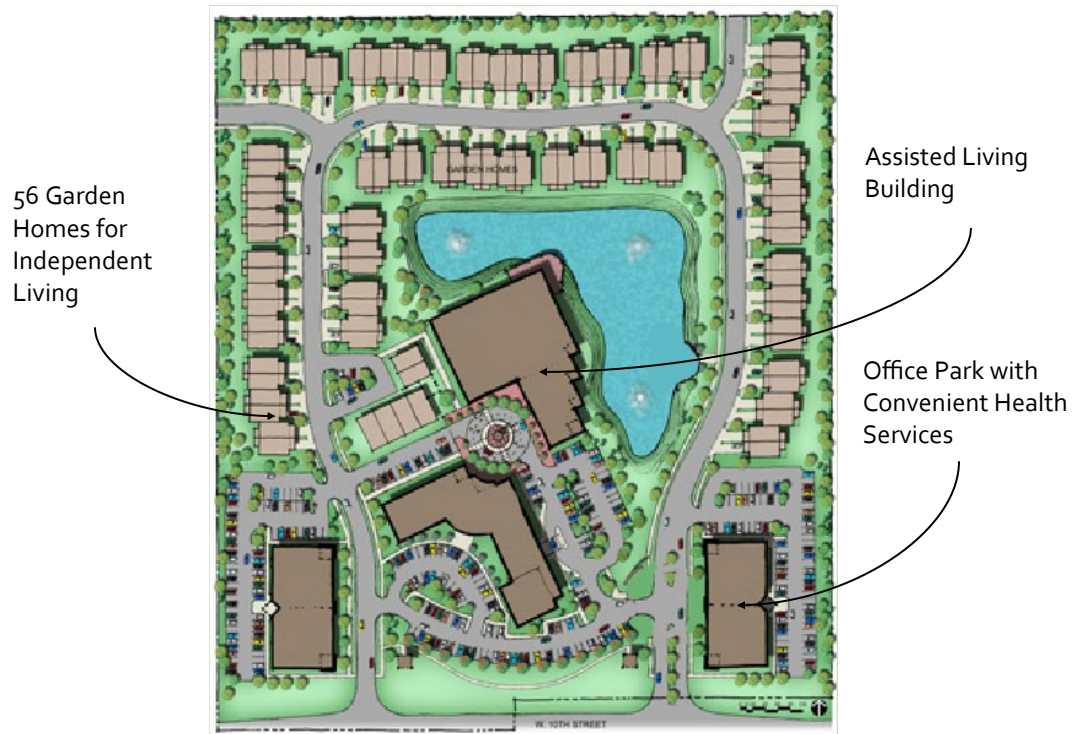 56 Garden
Homes for
Independent
Living
GARDEN HOMES
Assisted Living
Building
Office Park with
Convenient Health
Services
W. 10TH STREET